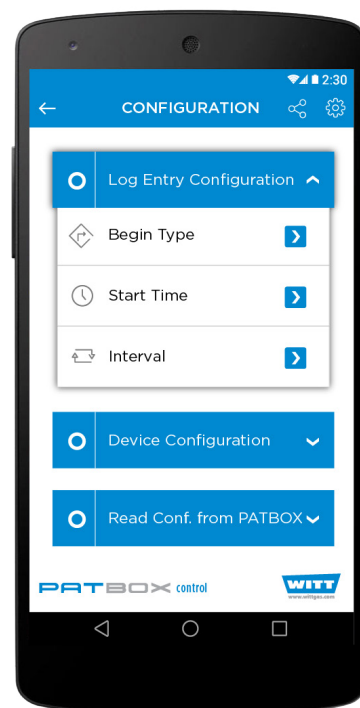 2:30
CONFIGURATION
Log Entry Configuration
Begin Type
Start Time
Interval
Device Configuration
Read Conf. from PATBOX
PATBOX control
WITT
www.wittgas.com